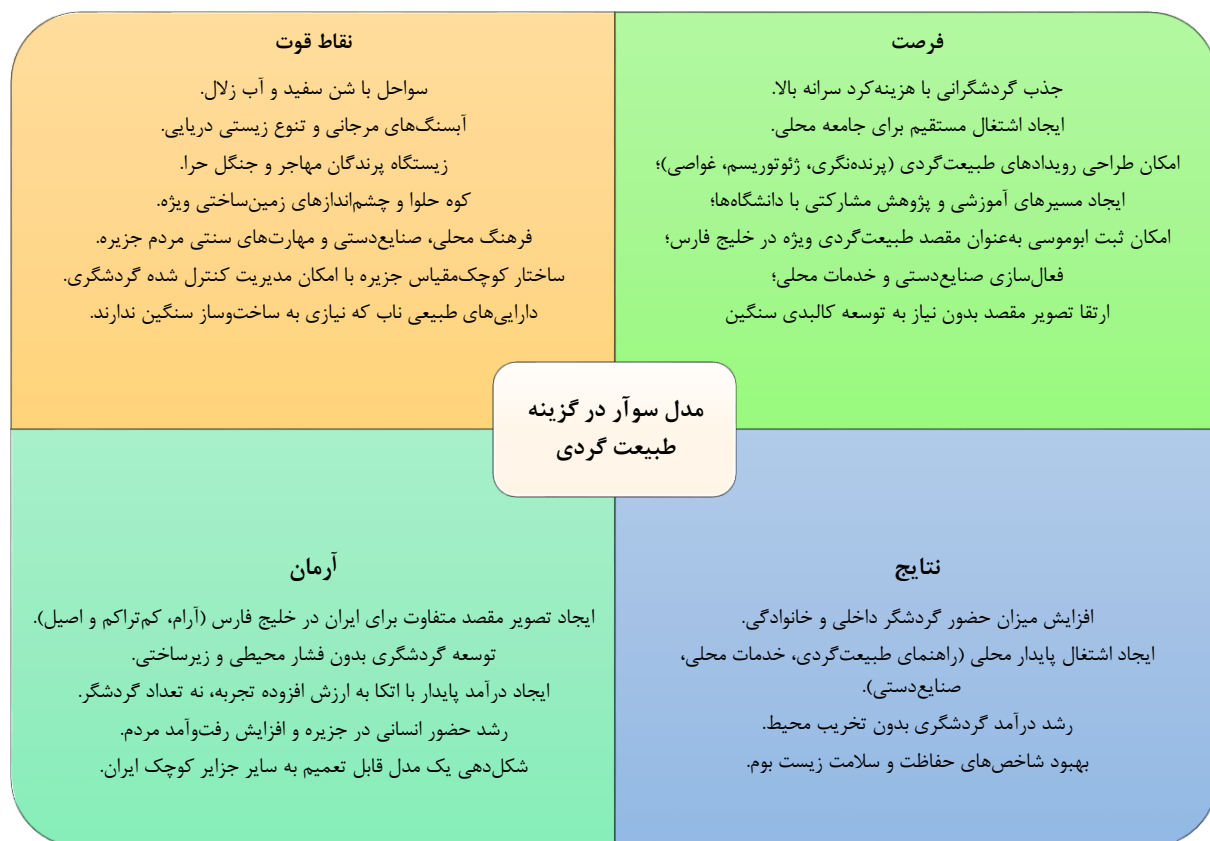 فرصت
جذب گردشگرانی با هزینه‌کرد سرانه بالا.
ایجاد اشتغال مستقیم برای جامعه محلی.
امکان طراحی رویدادهای طبیعت‌گردی (پرنده‌نگری، ژئوتوریسم، غواصی)؛
ایجاد مسیرهای آموزشی و پژوهش مشارکتی با دانشگاه‌ها؛
امکان ثبت ابوموسی به‌عنوان مقصد طبیعت‌گردی ویژه در خلیج فارس؛
فعال‌سازی صنایع‌دستی و خدمات محلی؛
ارتقا تصویر مقصد بدون نیاز به توسعه کالبدی سنگین
نقاط قوت
سواحل با شن سفید و آب زلال.
آبسنگ‌های مرجانی و تنوع زیستی دریایی.
زیستگاه پرندگان مهاجر و جنگل حرا.
کوه حلوا و چشم‌اندازهای زمین‌ساختی ویژه.
فرهنگ محلی، صنایع‌دستی و مهارت‌های سنتی مردم جزیره.
ساختار کوچک‌مقیاس جزیره با امکان مدیریت کنترل شده گردشگری.
دارایی‌های طبیعی ناب که نیازی به ساخت‌وساز سنگین ندارند.
مدل سوآر در گزینه
طبیعت گردی
نتایج
افزایش میزان حضور گردشگر داخلی و خانوادگی.
ایجاد اشتغال پایدار محلی (راهنمای طبیعت‌گردی، خدمات محلی،
صنایع‌دستی).
رشد درآمد گردشگری بدون تخریب محیط.
بهبود شاخص‌های حفاظت و سلامت زیست بوم.
آرمان
ایجاد تصویر مقصد متفاوت برای ایران در خلیج فارس (آرام، کم‌تراکم و اصیل).
توسعه گردشگری بدون فشار محیطی و زیرساختی.
ایجاد درآمد پایدار با اتکا به ارزش افزوده تجربه، نه تعداد گردشگر.
رشد حضور انسانی در جزیره و افزایش رفت‌وآمد مردم.
شکل‌دهی یک مدل قابل تعمیم به سایر جزایر کوچک ایران.